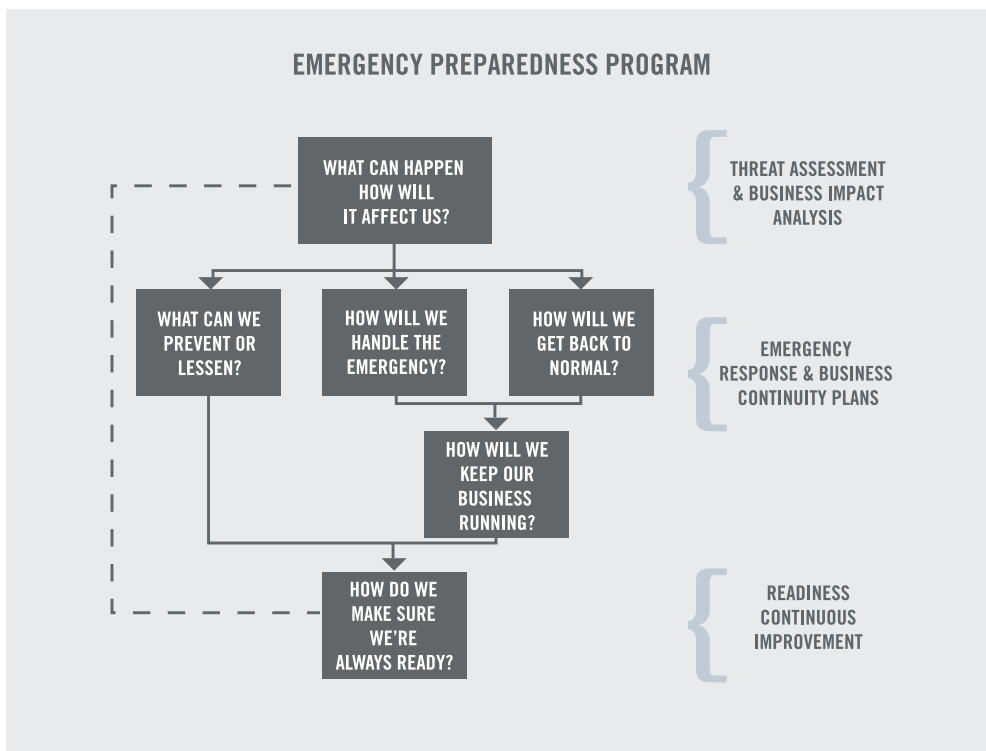 EMERGENCY PREPAREDNESS PROGRAM
WHAT CAN HAPPEN
HOW WILL
IT AFFECT US?
THREAT ASSESSMENT
& BUSINESS IMPACT
ANALYSIS
WHAT CAN WE
PREVENT OR
LESSEN?
HOW WILL WE
HANDLE THE
EMERGENCY?
HOW WILL WE
GET BACK TO
NORMAL?
EMERGENCY
RESPONSE & BUSINESS
CONTINUITY PLANS
HOW WILL WE
KEEP OUR
BUSINESS
RUNNING?
HOW DO WE
MAKE SURE
WE'RE
ALWAYS READY?
READINESS
CONTINUOUS
IMPROVEMENT